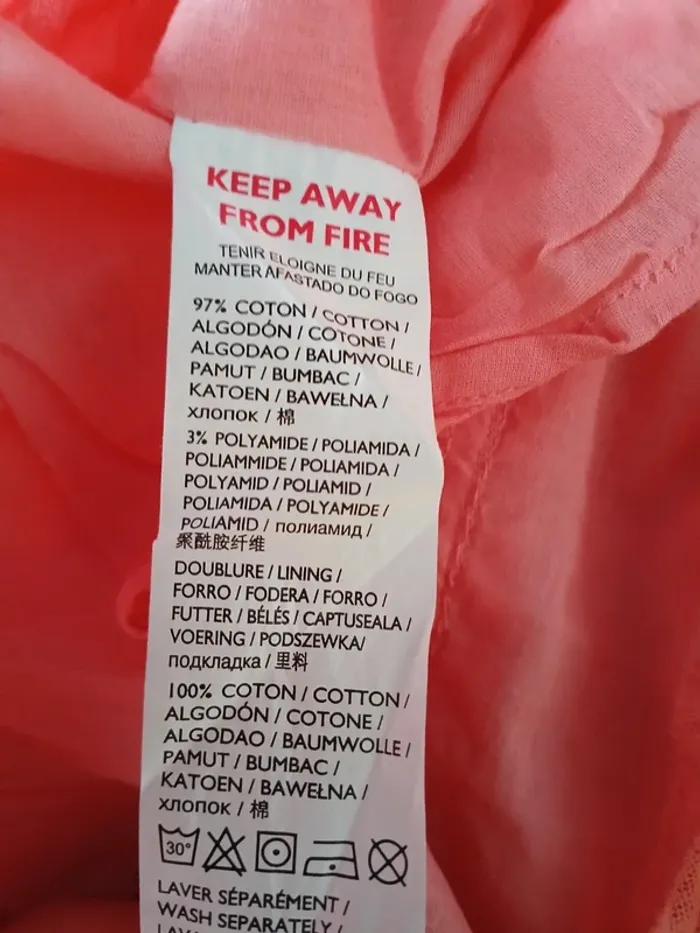 KEEP AWAY
FROM FIRE
TENIR ELOIGNE DU FEU
MANTER AFASTADO DO FOGO
97% COTON / COTTON /
ALGODÓN / COTONE /
ALGODAO / BAUMWOLLE /
PAMUT / BUMBAC /
KATOEN / BAWEŁNA /
хлопок / 棉
3% POLYAMIDE / POLIAMIDA /
POLIAMMIDE / POLIAMIDA /
POLYAMID / POLIAMID /
POLIAMIDA / POLYAMIDE /
POLIAMID / полиамид /
聚酰胺纤维
DOUBLURE / LINING /
FORRO / FODERA / FORRO /
FUTTER / BÉLÉS / CAPTUSEALA /
VOERING / PODSZEWKA/
подкладка / 里料
100% COTON / COTTON /
ALGODÓN / COTONE /
ALGODAO / BAUMWOLLE /
PAMUT / BUMBAC /
KATOEN / BAWEŁNA /
хлопок / 棉
30°
LAVER SÉPARÉMENT /
WASH SEPARATELY /